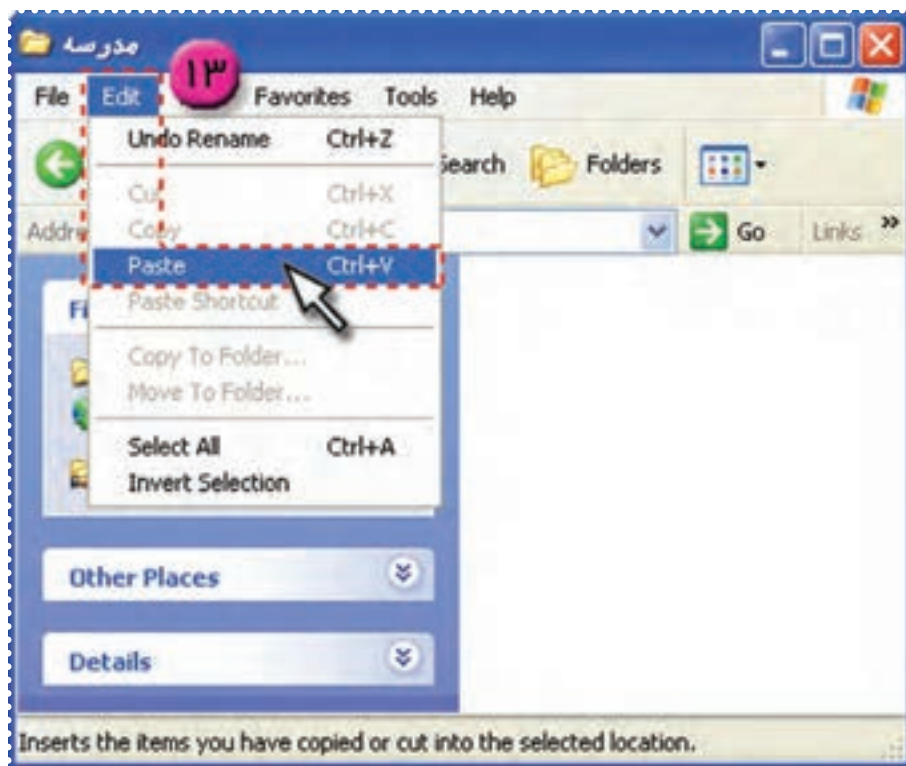 مدرسه
۱۳
File Edit Favorites Tools Help
Undo Rename Ctrl+Z
Search Folders
Cut Ctrl+X
Copy Ctrl+C
Go Links »
Paste Ctrl+V
Paste Shortcut
Copy To Folder...
Move To Folder...
Select All Ctrl+A
Invert Selection
Other Places
Details
Inserts the items you have copied or cut into the selected location.